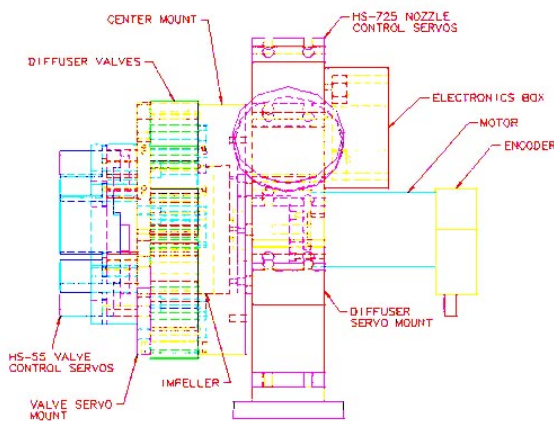 CENTER MOUNT
HS-725 NOZZLE
CONTROL SERVOS
DIFFUSER VALVES
ELECTRONICS BOX
MOTOR
ENCODER
DIFFUSER
SERVO MOUNT
HS-55 VALVE
CONTROL SERVOS
IMPELLER
VALVE SERVO
MOUNT